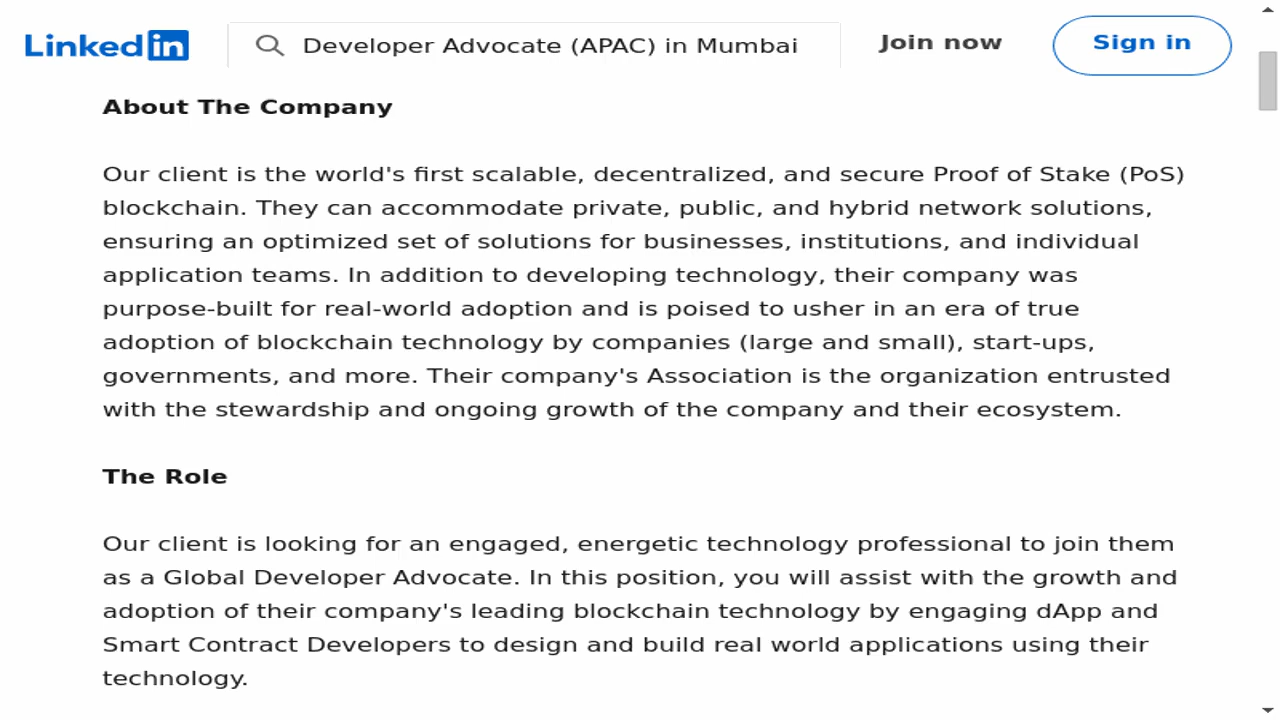 Linked in
Developer Advocate (APAC) in Mumbai
Join now
Sign in
About The Company
Our client is the world's first scalable, decentralized, and secure Proof of Stake (PoS)
blockchain. They can accommodate private, public, and hybrid network solutions,
ensuring an optimized set of solutions for businesses, institutions, and individual
application teams. In addition to developing technology, their company was
purpose-built for real-world adoption and is poised to usher in an era of true
adoption of blockchain technology by companies (large and small), start-ups,
governments, and more. Their company's Association is the organization entrusted
with the stewardship and ongoing growth of the company and their ecosystem.
The Role
Our client is looking for an engaged, energetic technology professional to join them
as a Global Developer Advocate. In this position, you will assist with the growth and
adoption of their company's leading blockchain technology by engaging dApp and
Smart Contract Developers to design and build real world applications using their
technology.